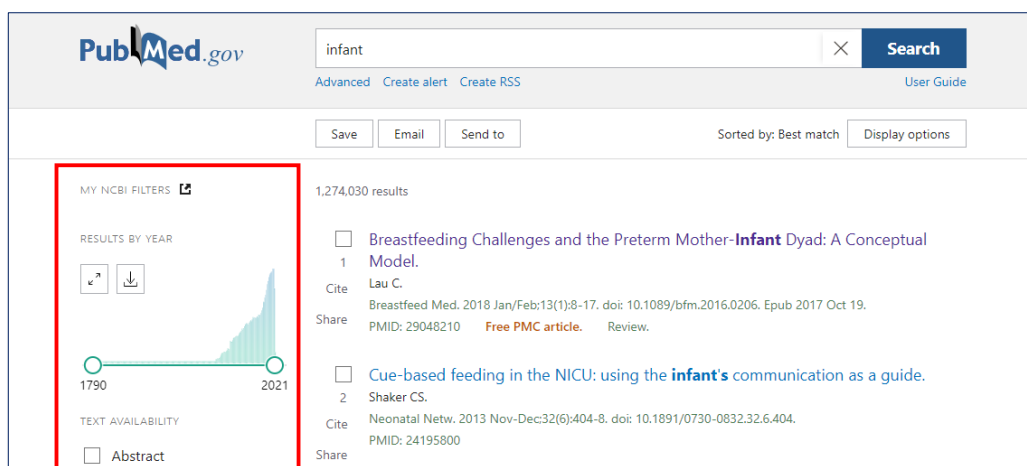 PubMed.gov
infant
Search
Advanced Create alert Create RSS
User Guide
Save Email Send to
Sorted by: Best match Display options
MY NCBI FILTERS
RESULTS BY YEAR
1790 2021
TEXT AVAILABILITY
Abstract
1,274,030 results
Breastfeeding Challenges and the Preterm Mother-Infant Dyad: A Conceptual
1 Model.
Cite Lau C.
Breastfeed Med. 2018 Jan/Feb;13(1):8-17. doi: 10.1089/bfm.2016.0206. Epub 2017 Oct 19.
Share PMID: 29048210 Free PMC article. Review.
Cue-based feeding in the NICU: using the infant's communication as a guide.
2 Shaker CS.
Cite Neonatal Netw. 2013 Nov-Dec;32(6):404-8. doi: 10.1891/0730-0832.32.6.404.
PMID: 24195800
Share